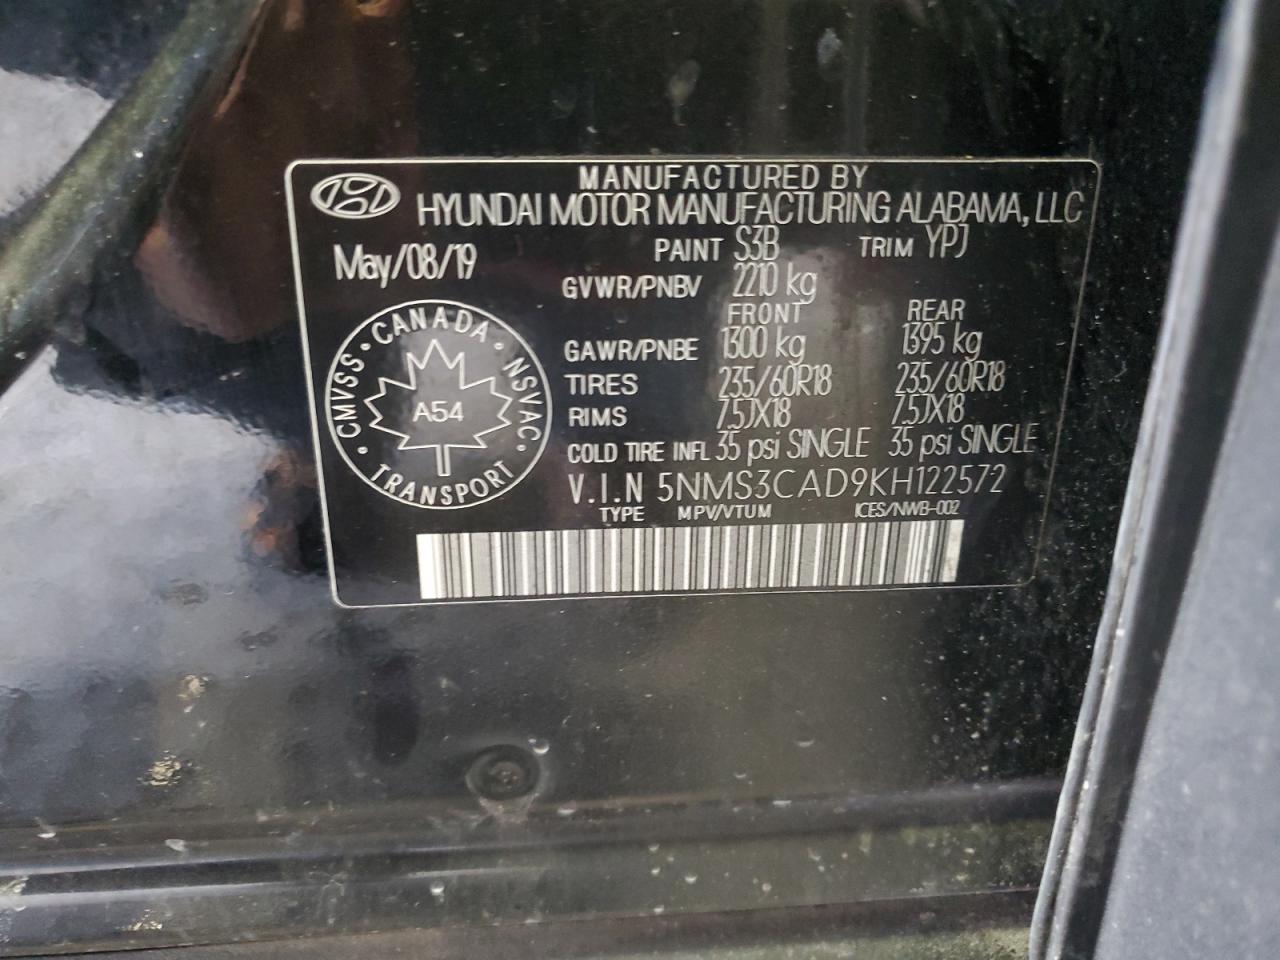 MANUFACTURED BY
HYUNDAI MOTOR MANUFACTURING ALABAMA, LLC
May/08/19
PAINT S3B TRIM YPJ
GVWR/PNBV 2210 kg
FRONT REAR
GAWR/PNBE 1300 kg 1395 kg
TIRES 235/60R18 235/60R18
RIMS 7.5JX18 7.5JX18
COLD TIRE INFL 35 psi SINGLE 35 psi SINGLE
V.I.N 5NMS3CAD9KH122572
TYPE MPV/VTUM ICES/NWB-002
CMVSS · CANADA · NSVAC ·
A54
TRANSPORT